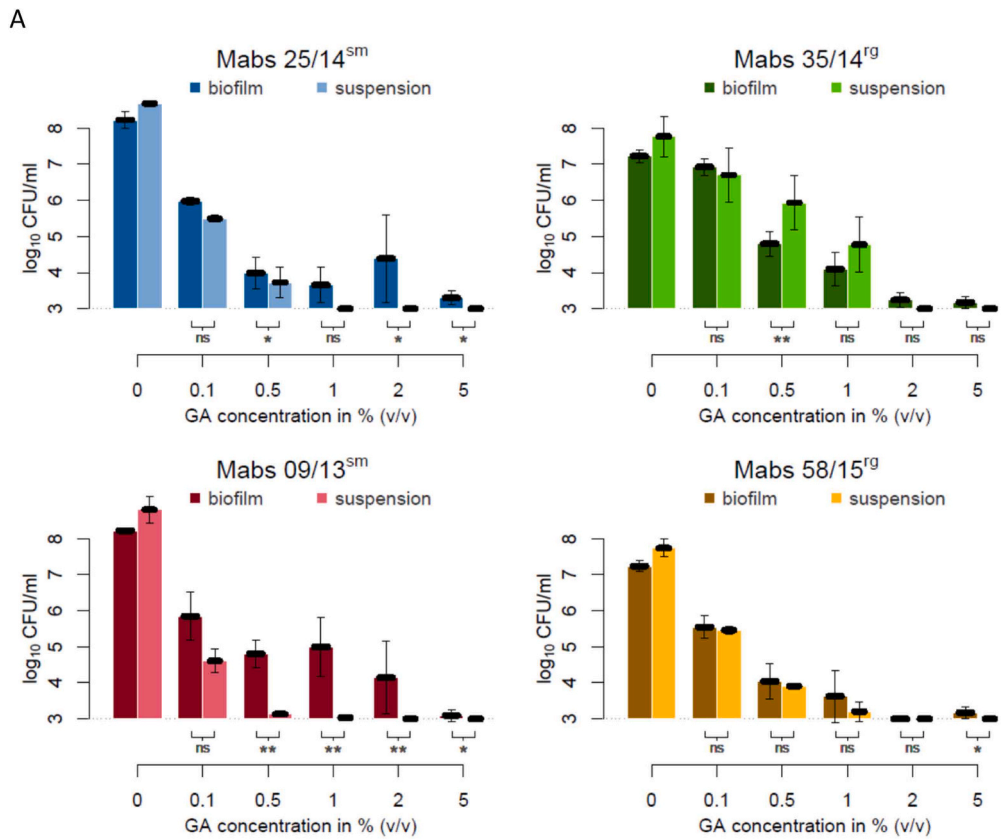 A
Mabs 25/14sm
biofilm suspension
8
7
6
5
4
3
log10 CFU/ml
ns * ns * *
0 0.1 0.5 1 2 5
GA concentration in % (v/v)
Mabs 35/14rg
biofilm suspension
8
7
6
5
4
3
log10 CFU/ml
ns ** ns ns ns
0 0.1 0.5 1 2 5
GA concentration in % (v/v)
Mabs 09/13sm
biofilm suspension
8
7
6
5
4
3
log10 CFU/ml
ns ** ** ** *
0 0.1 0.5 1 2 5
GA concentration in % (v/v)
Mabs 58/15rg
biofilm suspension
8
7
6
5
4
3
log10 CFU/ml
ns ns ns ns *
0 0.1 0.5 1 2 5
GA concentration in % (v/v)